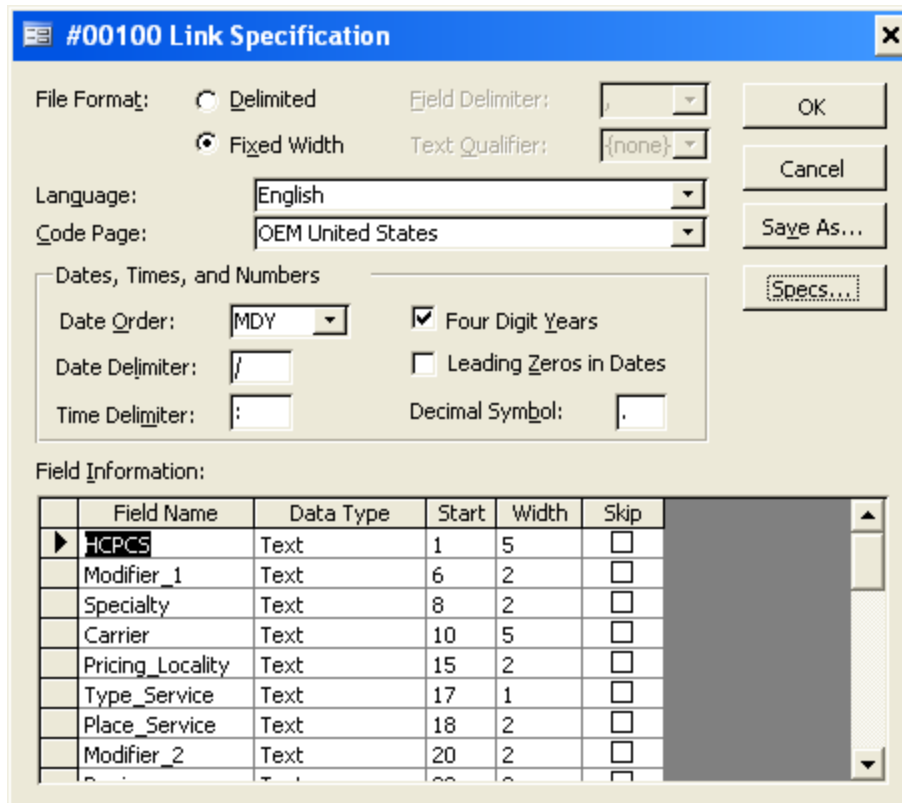 #00100 Link Specification
File Format: Delimited Field Delimiter: , OK
Fixed Width Text Qualifier: {none} Cancel
Language: English
Code Page: OEM United States Save As...
Dates, Times, and Numbers Specs...
Date Order: MDY Four Digit Years
Date Delimiter: / Leading Zeros in Dates
Time Delimiter: : Decimal Symbol: .
Field Information:
Field Name Data Type Start Width Skip
HCPCS Text 1 5
Modifier_1 Text 6 2
Specialty Text 8 2
Carrier Text 10 5
Pricing_Locality Text 15 2
Type_Service Text 17 1
Place_Service Text 18 2
Modifier_2 Text 20 2